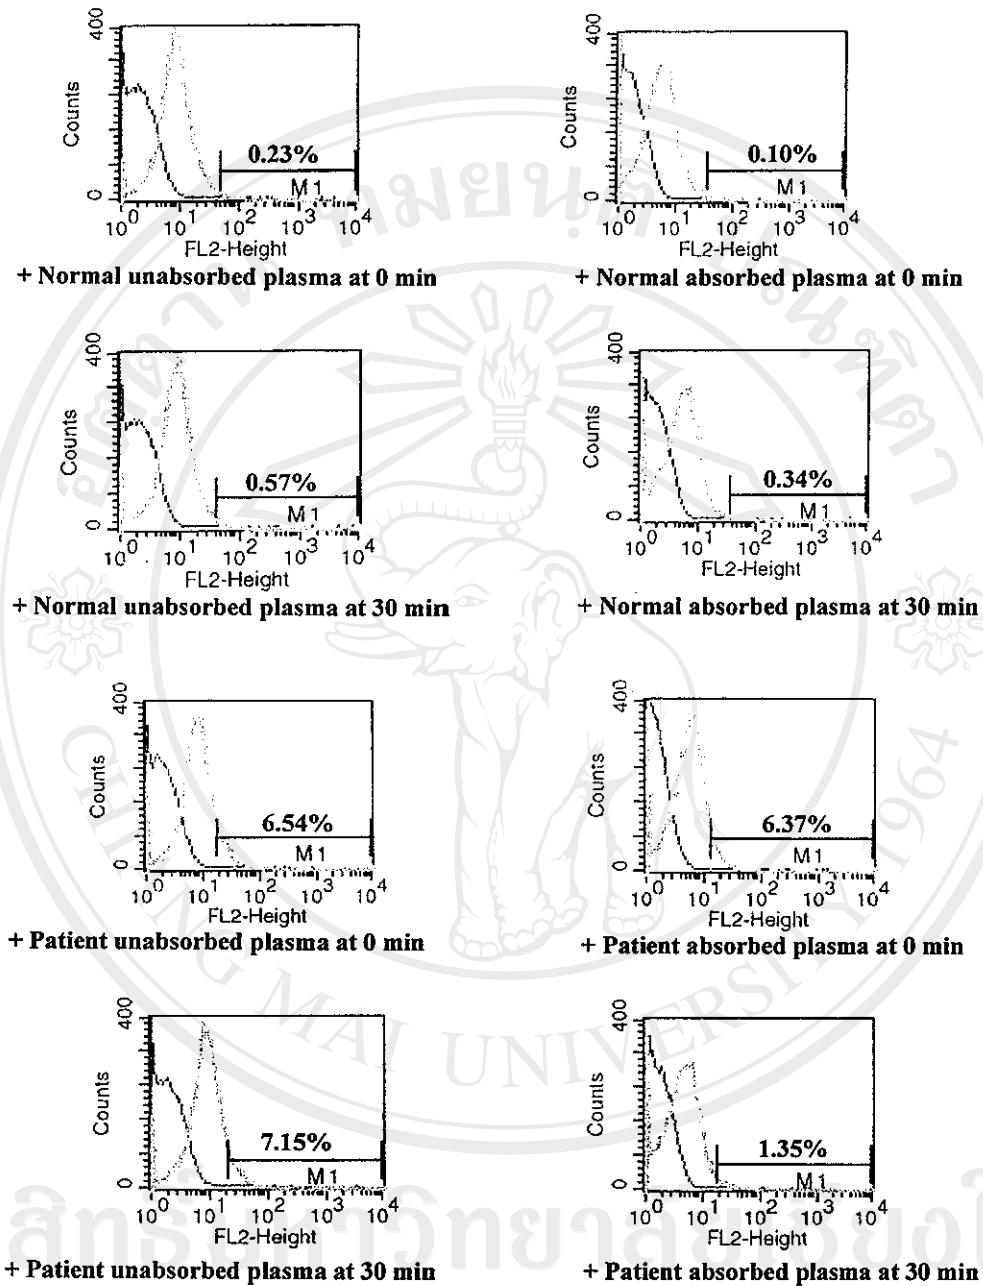 400
Counts
0
0.23%
M1
10^0 10^1 10^2 10^3 10^4
FL2-Height
+ Normal unabsorbed plasma at 0 min
400
Counts
0
0.10%
M1
10^0 10^1 10^2 10^3 10^4
FL2-Height
+ Normal absorbed plasma at 0 min
400
Counts
0
0.57%
M1
10^0 10^1 10^2 10^3 10^4
FL2-Height
+ Normal unabsorbed plasma at 30 min
400
Counts
0
0.34%
M1
10^0 10^1 10^2 10^3 10^4
FL2-Height
+ Normal absorbed plasma at 30 min
400
Counts
0
6.54%
M1
10^0 10^1 10^2 10^3 10^4
FL2-Height
+ Patient unabsorbed plasma at 0 min
400
Counts
0
6.37%
M1
10^0 10^1 10^2 10^3 10^4
FL2-Height
+ Patient absorbed plasma at 0 min
400
Counts
0
7.15%
M1
10^0 10^1 10^2 10^3 10^4
FL2-Height
+ Patient unabsorbed plasma at 30 min
400
Counts
0
1.35%
M1
10^0 10^1 10^2 10^3 10^4
FL2-Height
+ Patient absorbed plasma at 30 min
CHIANG MAI UNIVERSITY 1964